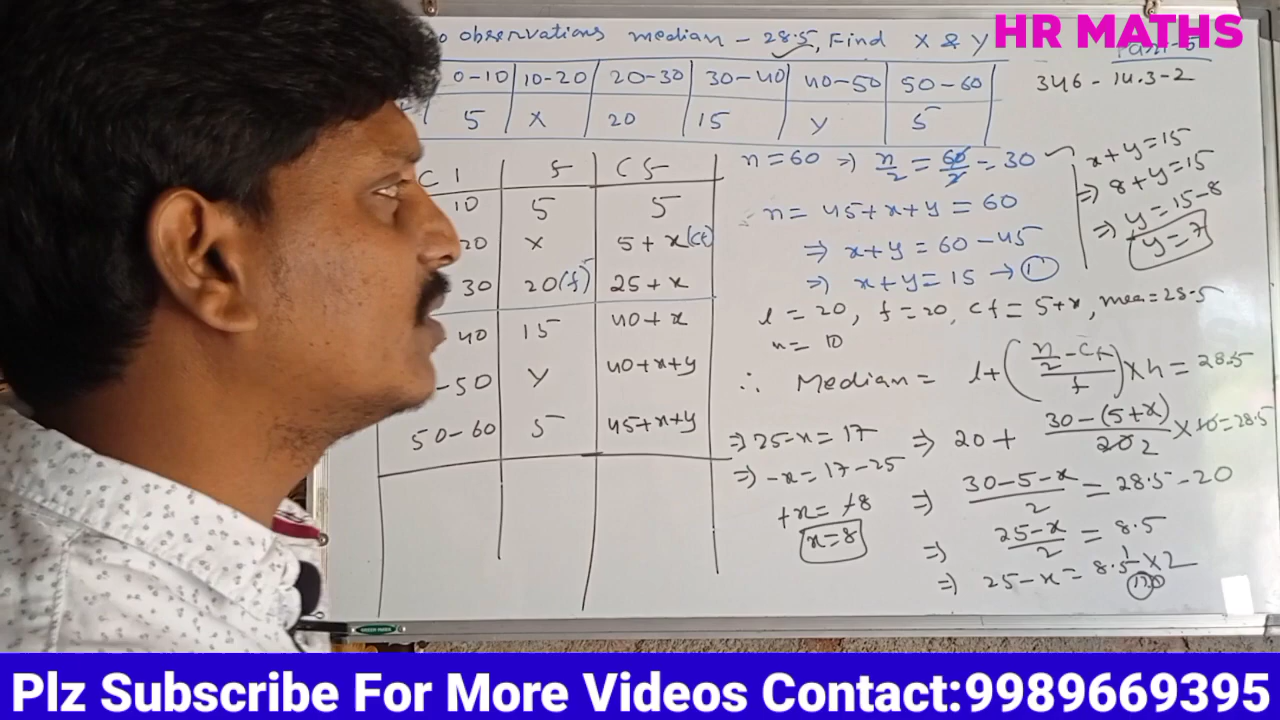 HR MATHS
observations median - 28.5, Find X & Y
0-10 10-20 20-30 30-40 40-50 50-60
346 - 14.3-2
5 X 20 15 Y 5
C I 5 C 5
10 5 5
20 X 5 + x (cf)
30 20(f) 25 + x
40 15 40 + x
-50 Y 40+x+y
50-60 5 45+x+y
n=60 ⇒ n/2 = 60/2 = 30
n = 45+x+y = 60
⇒ x+y = 60-45
⇒ x+y = 15 → ①
x+y=15
⇒ 8+y=15
⇒ y=15-8
y=7
l = 20, f = 20, cf = 5+x, mea=28.5
n= 10
∴ Median = l+(n/2-Cf/f)×h = 28.5
⇒ 20 + 30-(5+x)/20 2 ×10=28.5
⇒ 30-5-x/2 = 28.5-20
⇒ 25-x/2 = 8.5
⇒ 25-x = 8.5×2
⇒ 25-x=17
⇒ -x=17-25
+x= +8
x=8
GREEN MARK
Plz Subscribe For More Videos Contact:9989669395